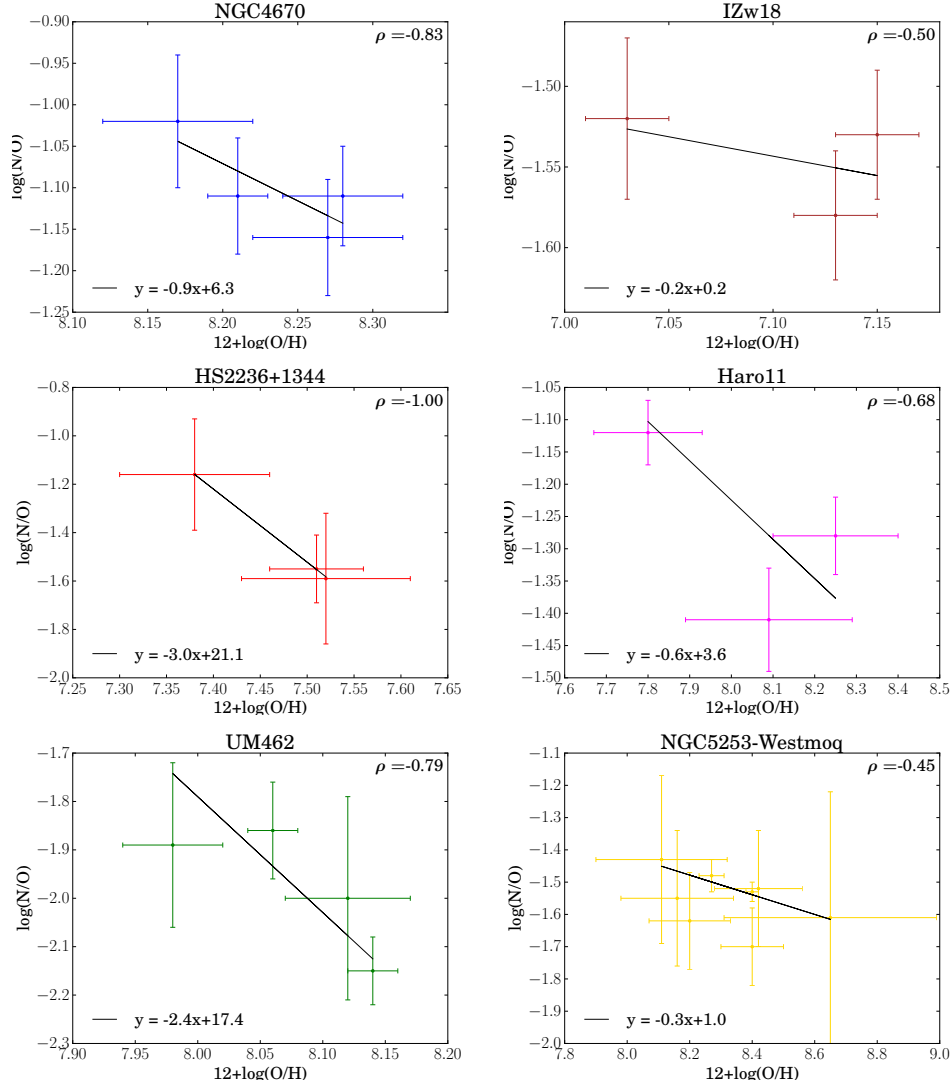 NGC4670
ρ =-0.83
log(N/O)
−0.90
−0.95
−1.00
−1.05
−1.10
−1.15
−1.20
−1.25
y = -0.9x+6.3
8.10 8.15 8.20 8.25 8.30
12+log(O/H)
IZw18
ρ =-0.50
log(N/O)
−1.50
−1.55
−1.60
y = -0.2x+0.2
7.00 7.05 7.10 7.15
12+log(O/H)
HS2236+1344
ρ =-1.00
log(N/O)
−0.8
−1.0
−1.2
−1.4
−1.6
−1.8
−2.0
y = -3.0x+21.1
7.25 7.30 7.35 7.40 7.45 7.50 7.55 7.60 7.65
12+log(O/H)
Haro11
ρ =-0.68
log(N/O)
−1.05
−1.10
−1.15
−1.20
−1.25
−1.30
−1.35
−1.40
−1.45
−1.50
y = -0.6x+3.6
7.6 7.7 7.8 7.9 8.0 8.1 8.2 8.3 8.4 8.5
12+log(O/H)
UM462
ρ =-0.79
log(N/O)
−1.7
−1.8
−1.9
−2.0
−2.1
−2.2
−2.3
y = -2.4x+17.4
7.90 7.95 8.00 8.05 8.10 8.15 8.20
12+log(O/H)
NGC5253-Westmoq
ρ =-0.45
log(N/O)
−1.1
−1.2
−1.3
−1.4
−1.5
−1.6
−1.7
−1.8
−1.9
−2.0
y = -0.3x+1.0
7.8 8.0 8.2 8.4 8.6 8.8 9.0
12+log(O/H)